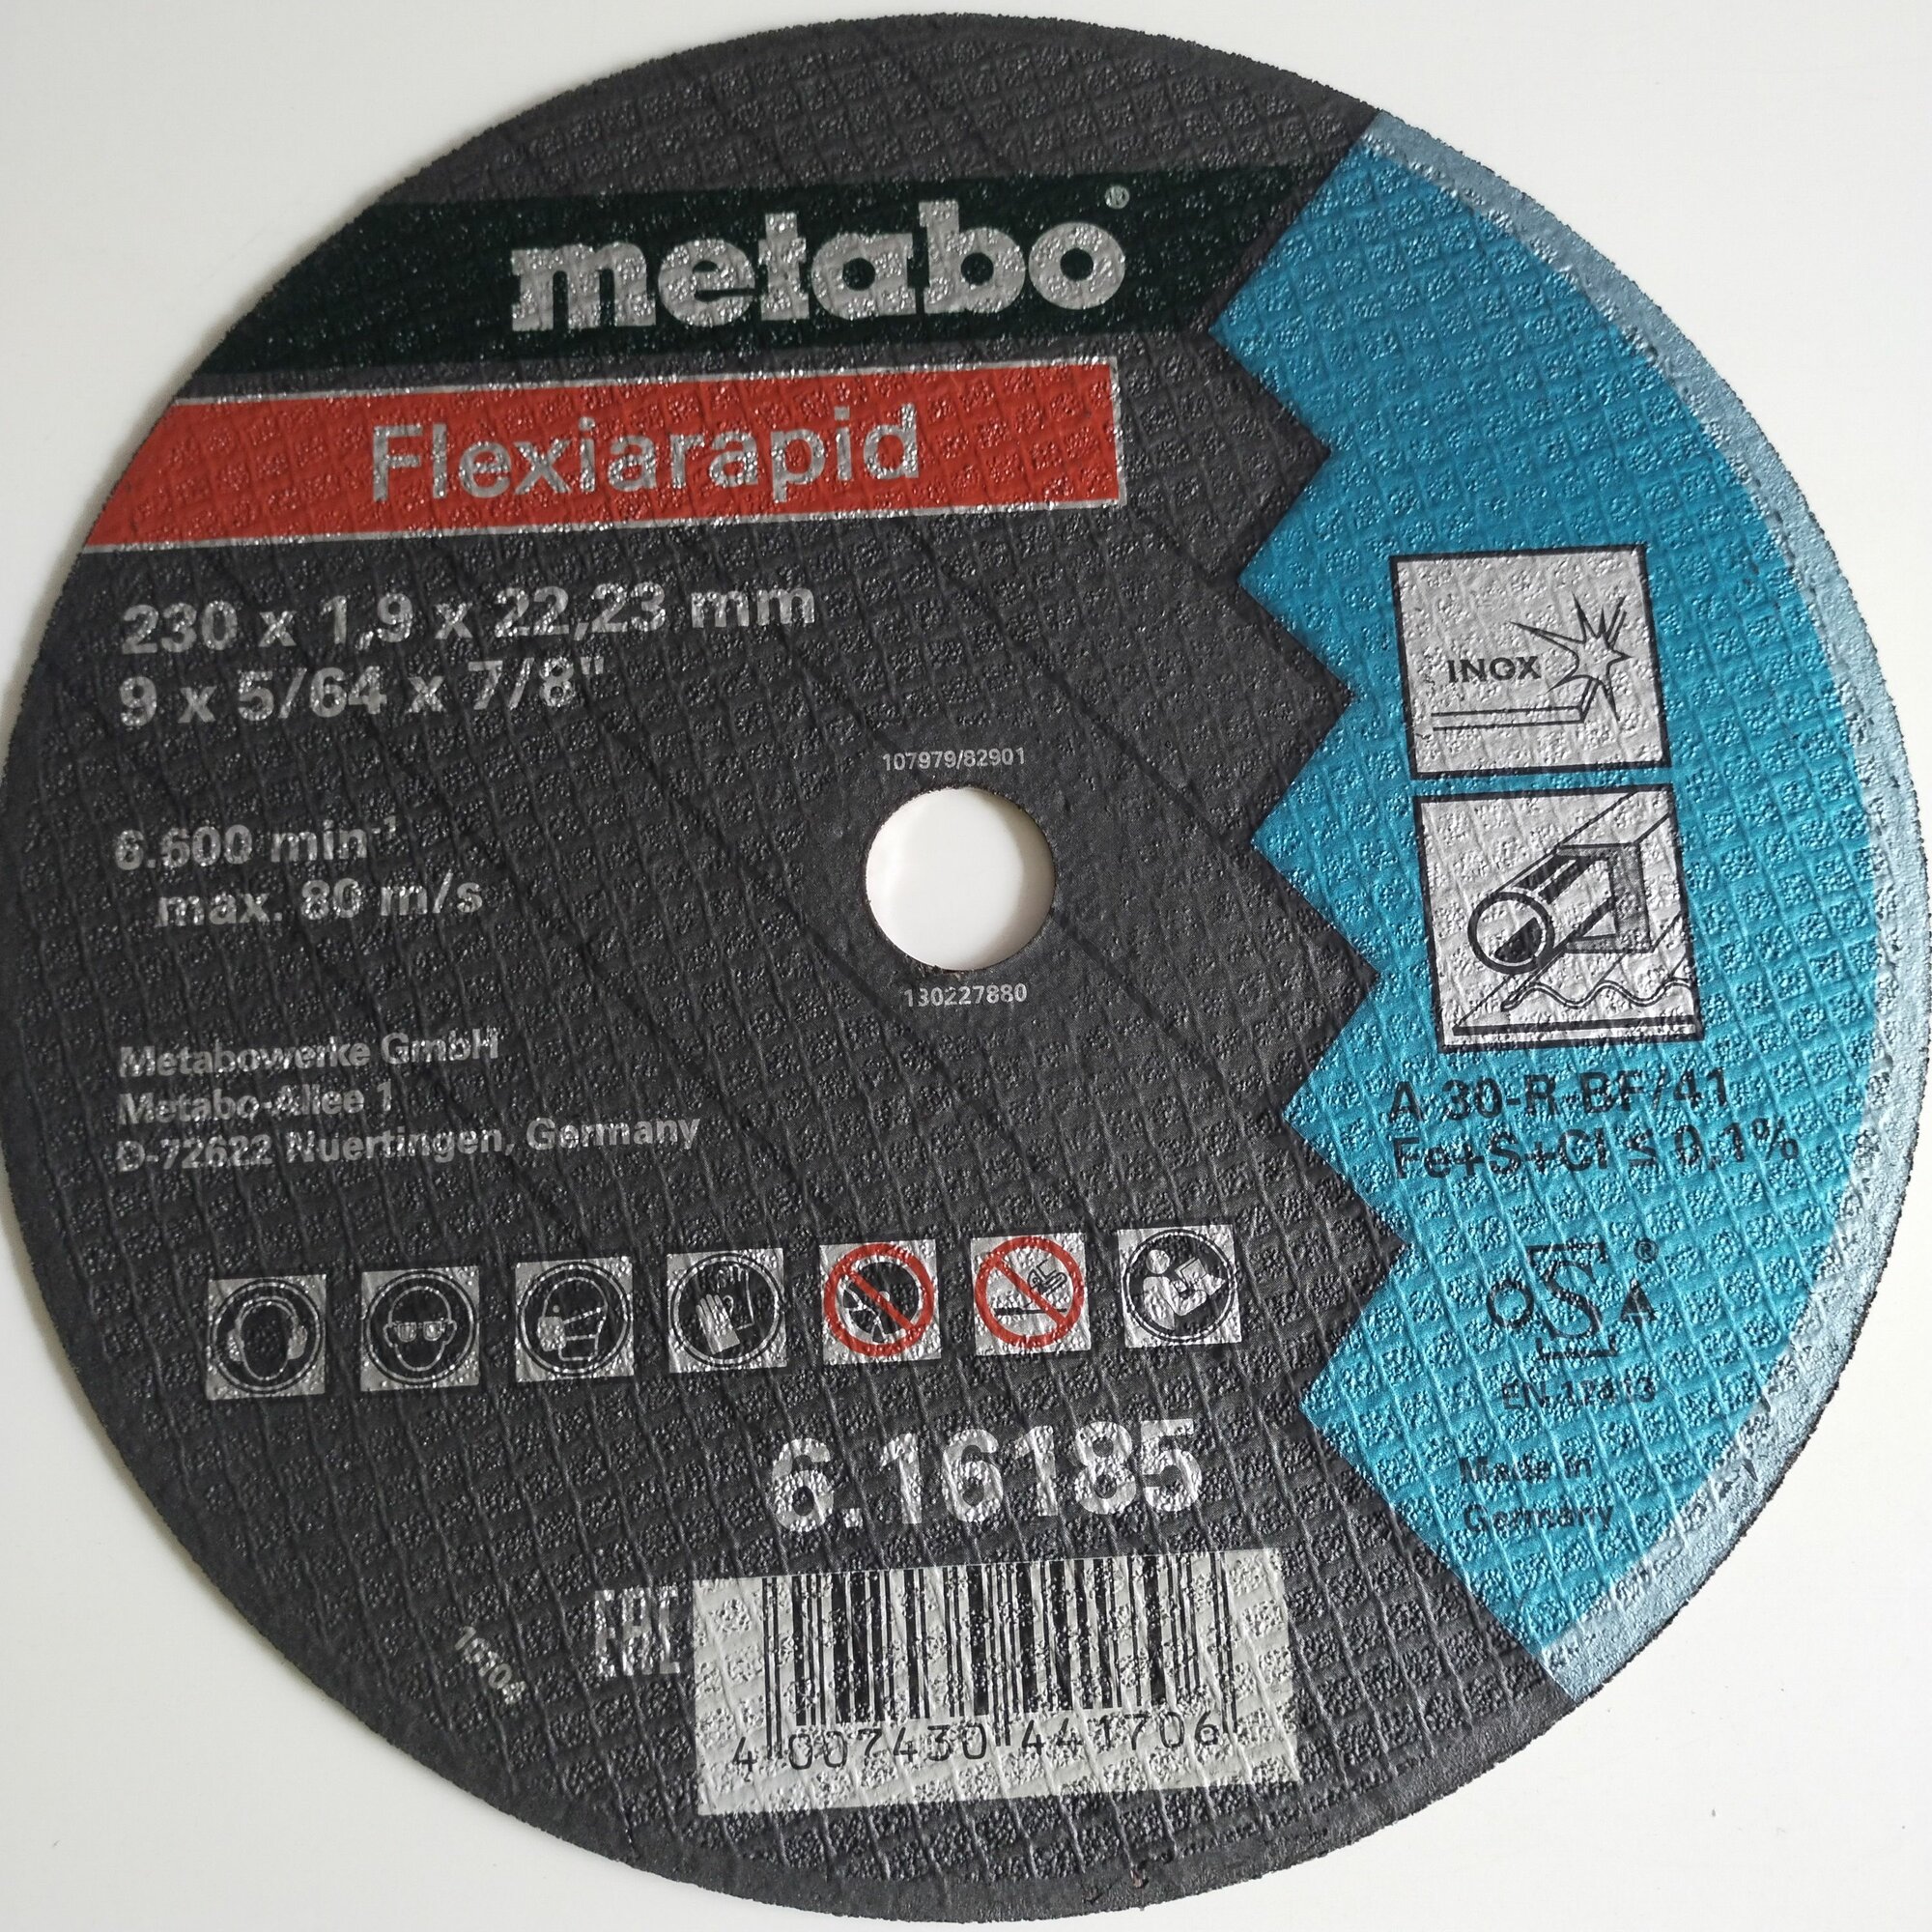 metabo®
Flexiarapid
230 x 1,9 x 22,23 mm
9 x 5/64 x 7/8"
107979/82901
6.600 min⁻¹
max. 80 m/s
130227880
INOX
Metabowerke GmbH
Metabo-Allee 1
D-72622 Nuertingen, Germany
A 30-R-BF/41
Fe+S+Cl ≤ 0,1%
oSA®
EN 12413
6.16185
Made in
Germany
EAC
4 007430 441706